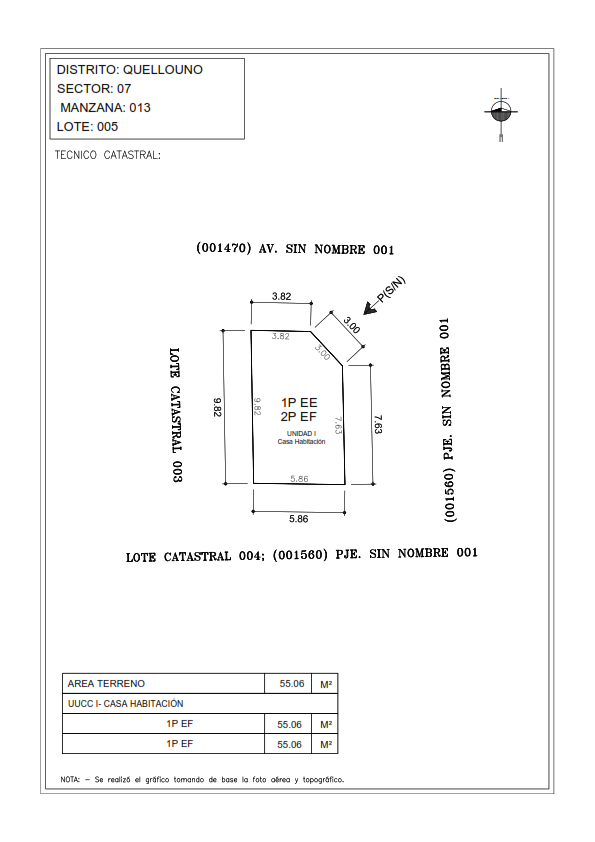 DISTRITO: QUELLOUNO
SECTOR: 07
MANZANA: 013
LOTE: 005
TECNICO CATASTRAL:
(001470) AV. SIN NOMBRE 001
P(S/N)
3.82
3.00
3.82
3.00
LOTE CATASTRAL 003
9.82
9.82
1P EE
2P EF
UNIDAD I
Casa Habitación
7.63
7.63
(001560) PJE. SIN NOMBRE 001
5.86
5.86
LOTE CATASTRAL 004; (001560) PJE. SIN NOMBRE 001
AREA TERRENO 55.06 M²
UUCC I- CASA HABITACIÓN
1P EF 55.06 M²
1P EF 55.06 M²
NOTA: - Se realizó el gráfico tomando de base la foto aérea y topográfico.